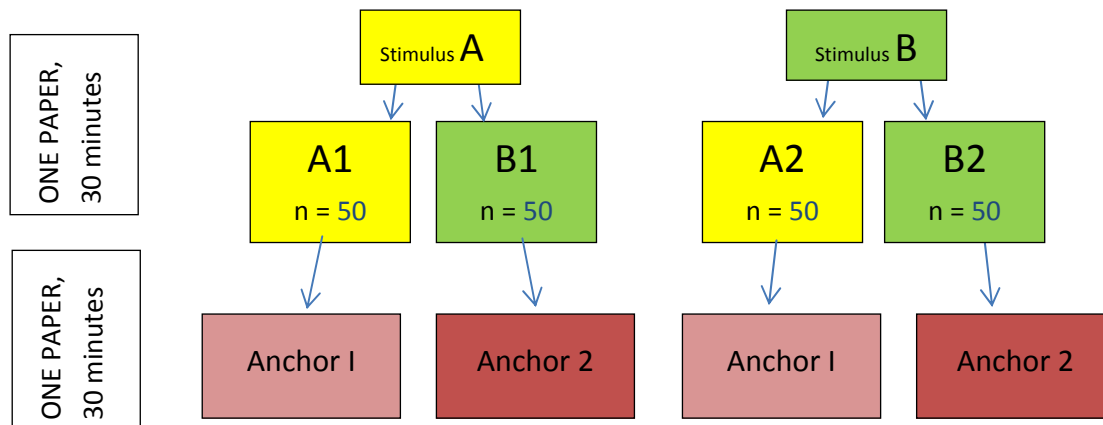 ONE PAPER,
30 minutes
Stimulus A
Stimulus B
A1
n = 50
B1
n = 50
A2
n = 50
B2
n = 50
ONE PAPER,
30 minutes
Anchor I
Anchor 2
Anchor I
Anchor 2